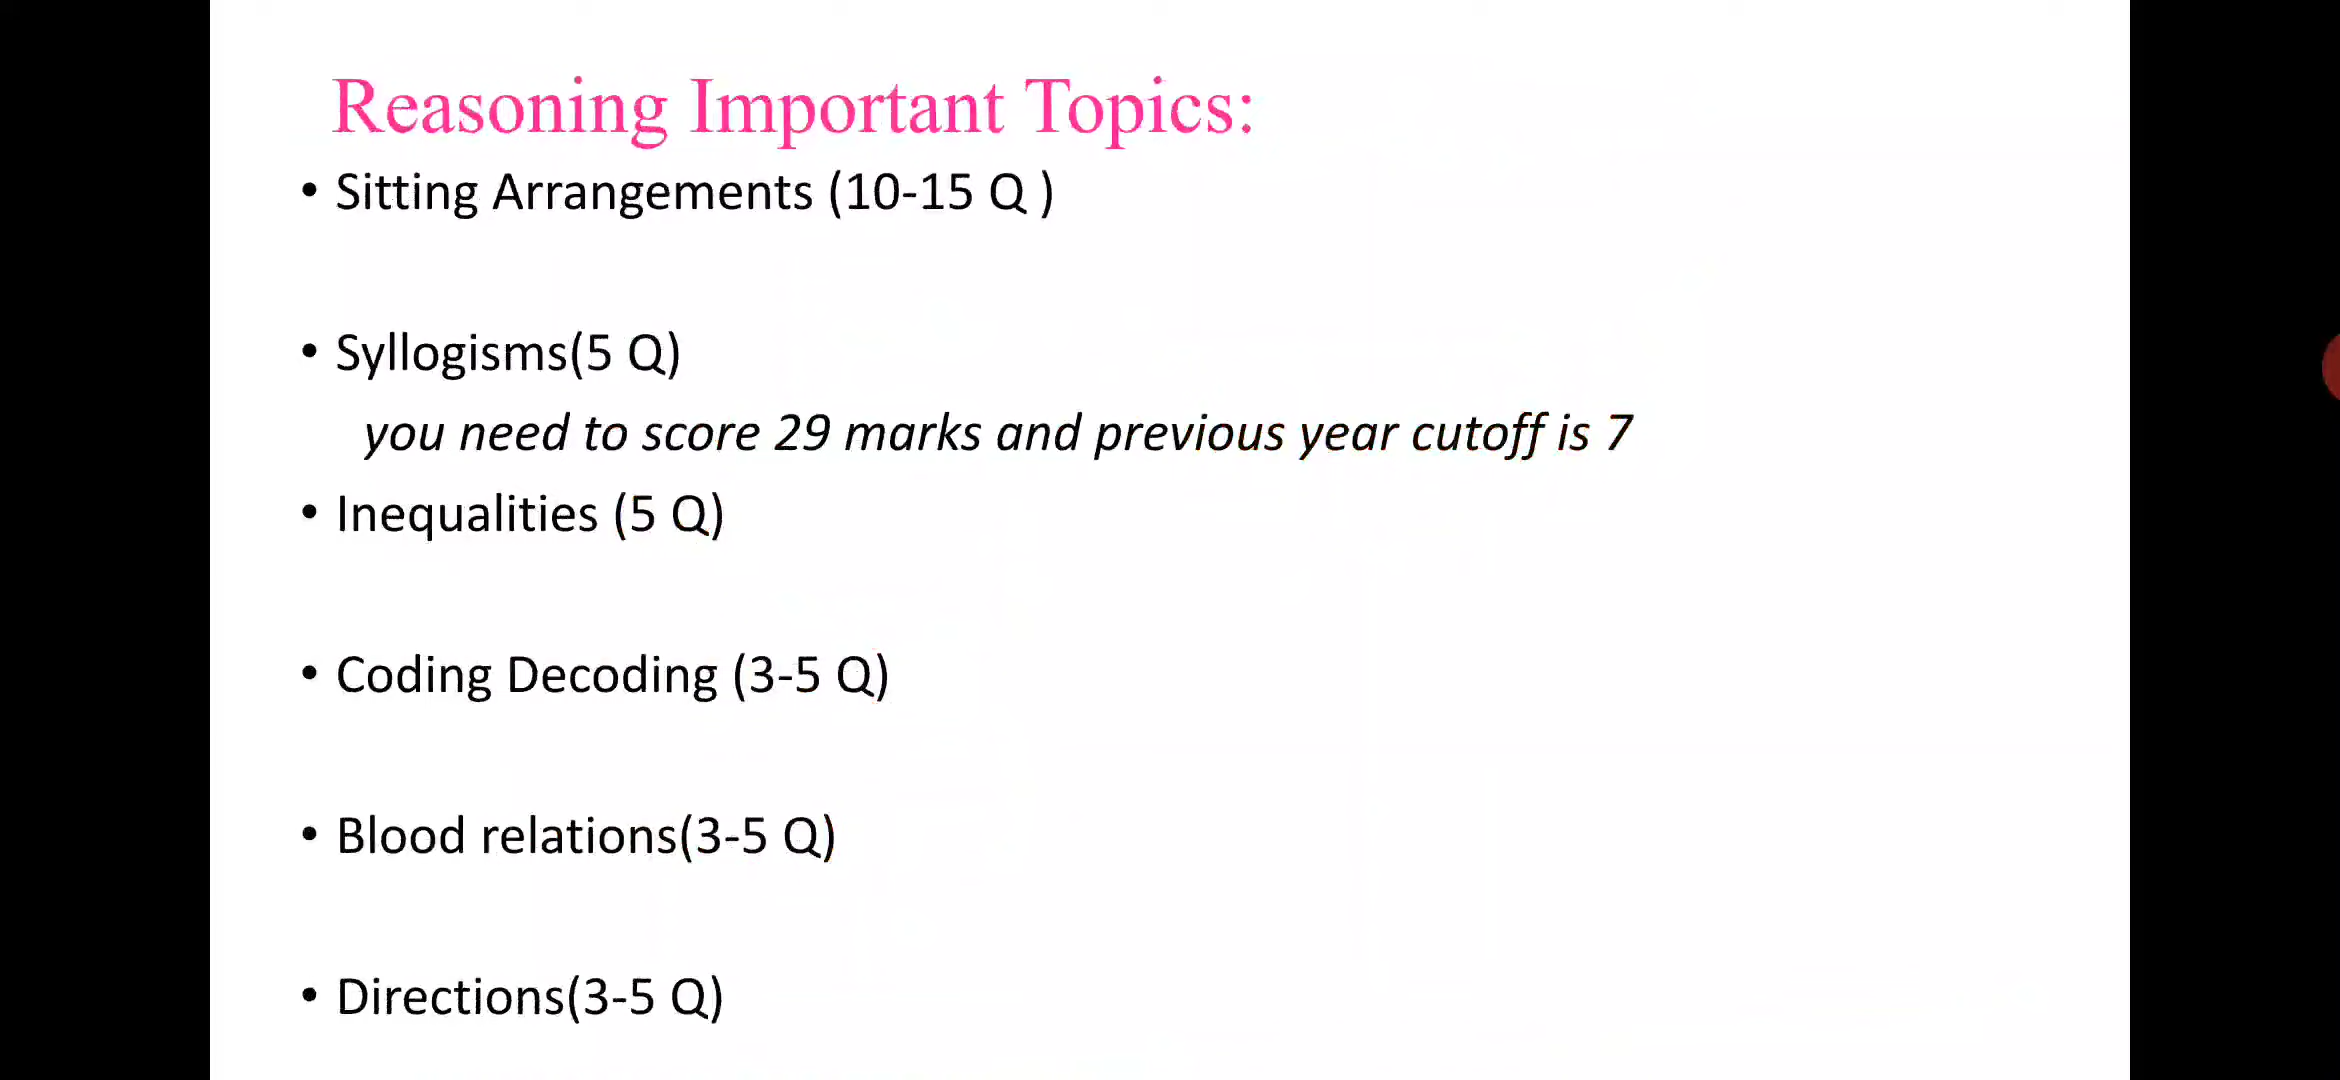 Reasoning Important Topics:
• Sitting Arrangements (10-15 Q )
• Syllogisms(5 Q)
you need to score 29 marks and previous year cutoff is 7
• Inequalities (5 Q)
• Coding Decoding (3-5 Q)
• Blood relations(3-5 Q)
• Directions(3-5 Q)